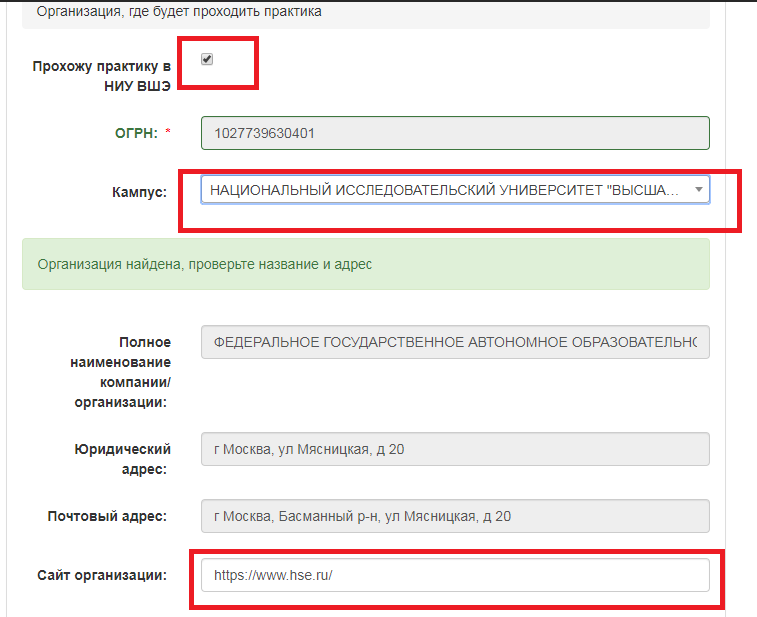 Организация, где будет проходить практика
Прохожу практику в
НИУ ВШЭ
ОГРН: *
1027739630401
Кампус:
НАЦИОНАЛЬНЫЙ ИССЛЕДОВАТЕЛЬСКИЙ УНИВЕРСИТЕТ "ВЫСША...
Организация найдена, проверьте название и адрес
Полное
наименование
компании/
организации:
ФЕДЕРАЛЬНОЕ ГОСУДАРСТВЕННОЕ АВТОНОМНОЕ ОБРАЗОВАТЕЛЬНО
Юридический
адрес:
г Москва, ул Мясницкая, д 20
Почтовый адрес:
г Москва, Басманный р-н, ул Мясницкая, д 20
Сайт организации:
https://www.hse.ru/